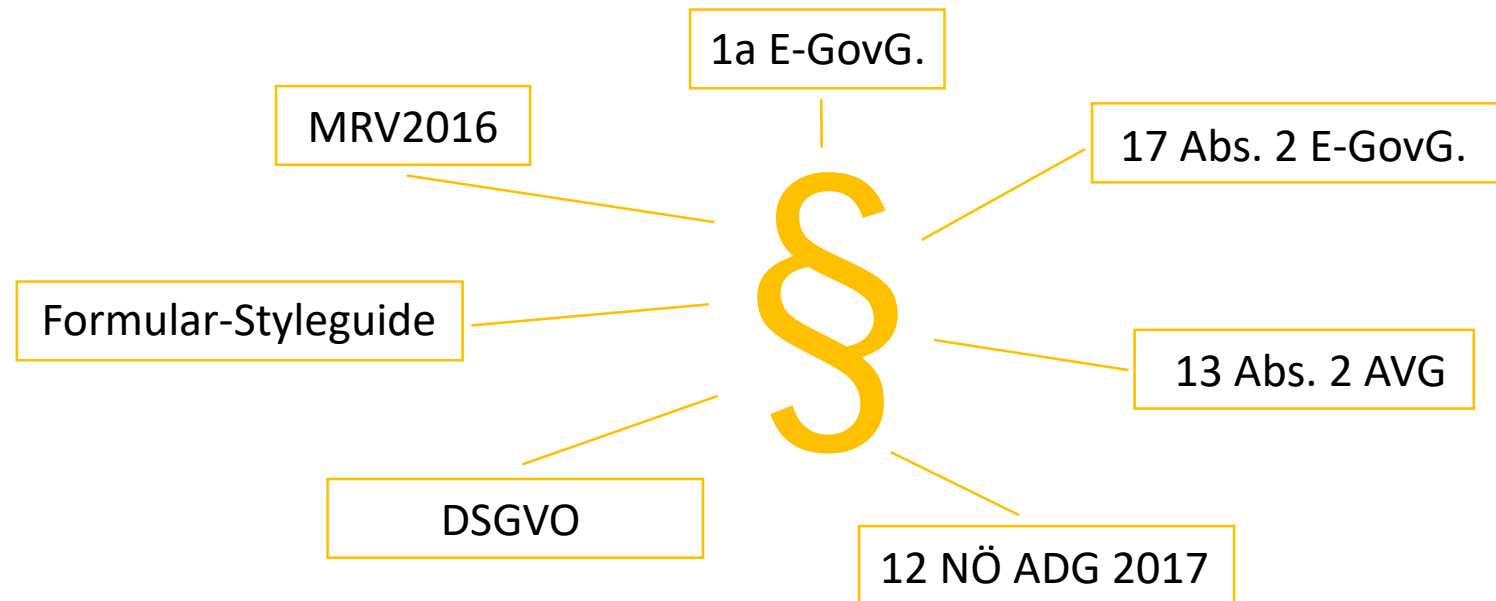 1a E-GovG.
MRV2016
17 Abs. 2 E-GovG.
§
Formular-Styleguide
13 Abs. 2 AVG
DSGVO
12 NÖ ADG 2017